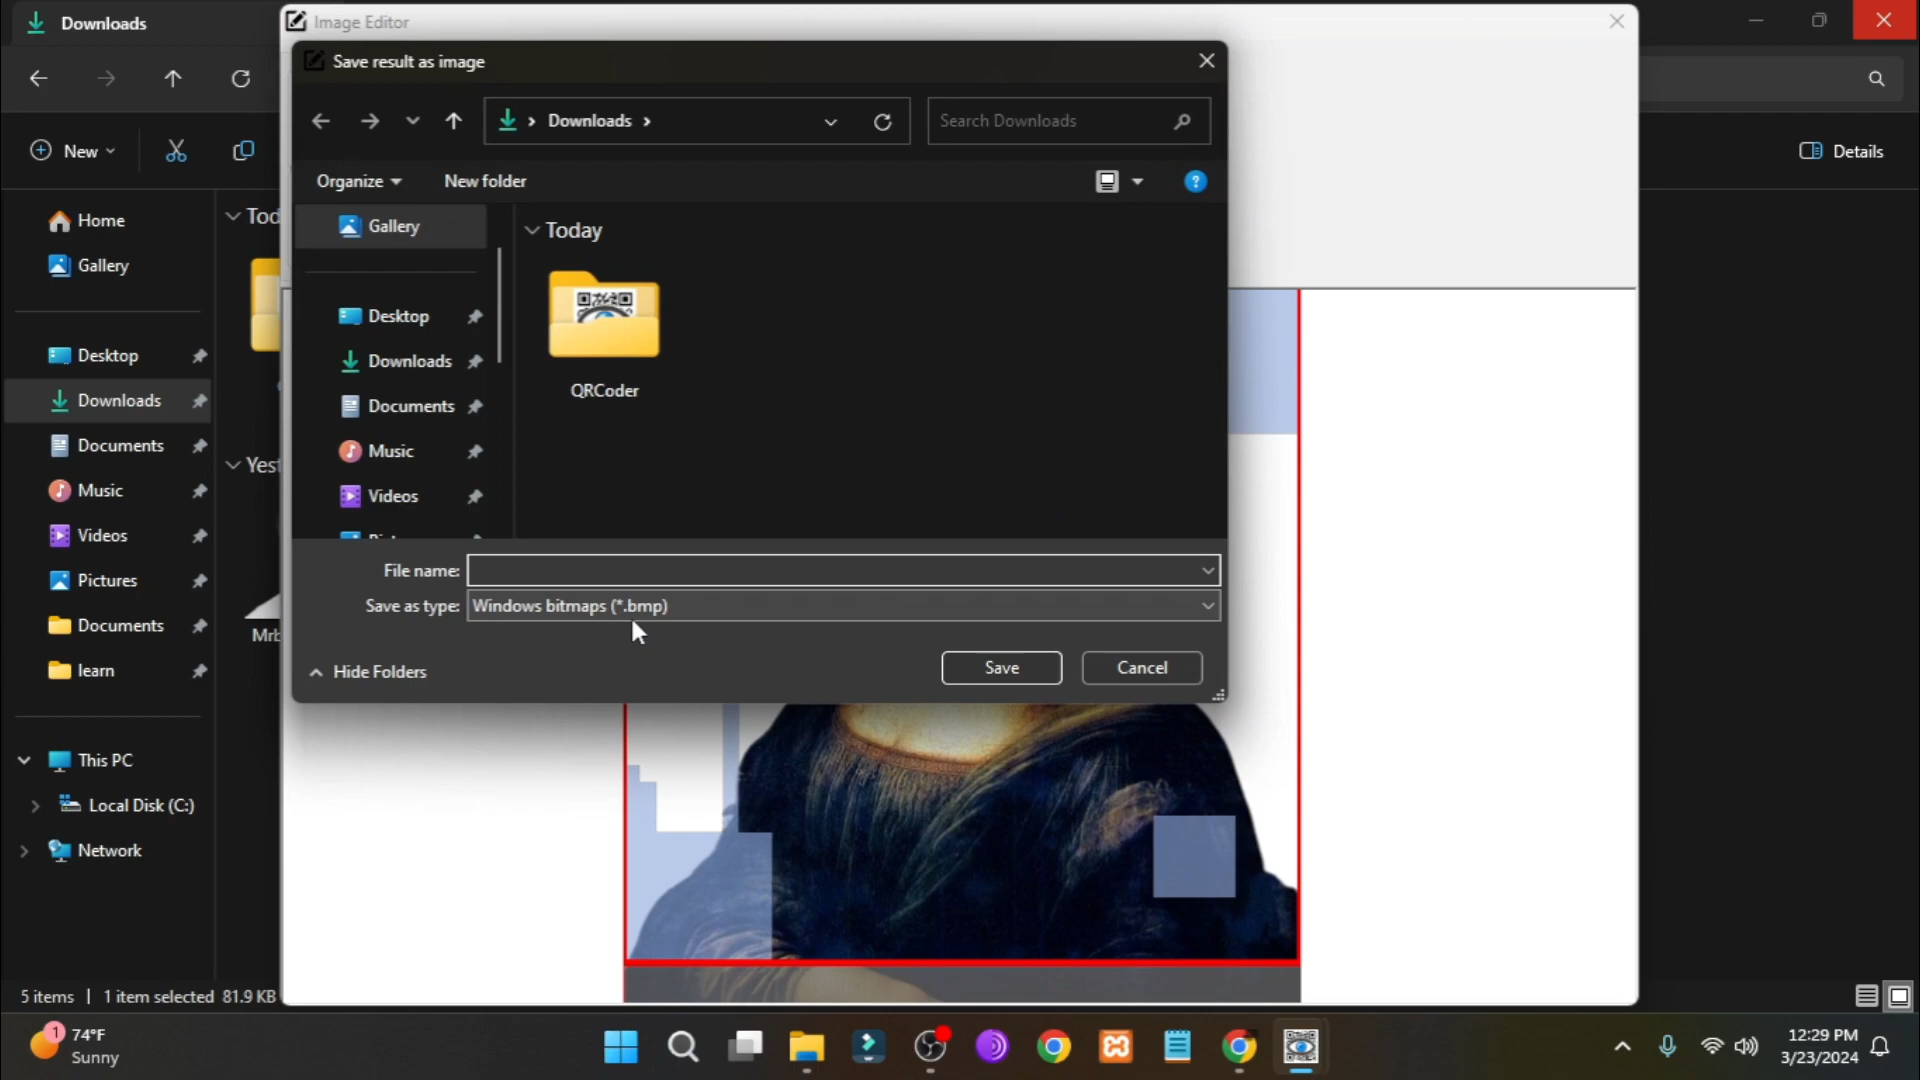 Downloads
Image Editor
Save result as image
Downloads
Search Downloads
New
Organize
New folder
Details
Home
Gallery
Desktop
Downloads
Documents
Music
Videos
Pictures
Documents
learn
This PC
Local Disk (C:)
Network
Gallery
Desktop
Downloads
Documents
Music
Videos
Today
QRCoder
File name:
Save as type: Windows bitmaps (*.bmp)
Hide Folders
Save
Cancel
5 items
1 item selected 81.9 KB
1
74°F
Sunny
12:29 PM
3/23/2024